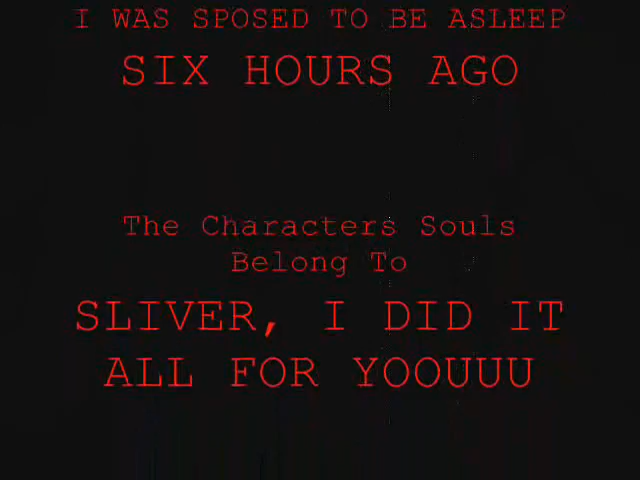 I WAS SPOSED TO BE ASLEEP
SIX HOURS AGO
The Characters Souls
Belong To
SLIVER, I DID IT
ALL FOR YOOUUU